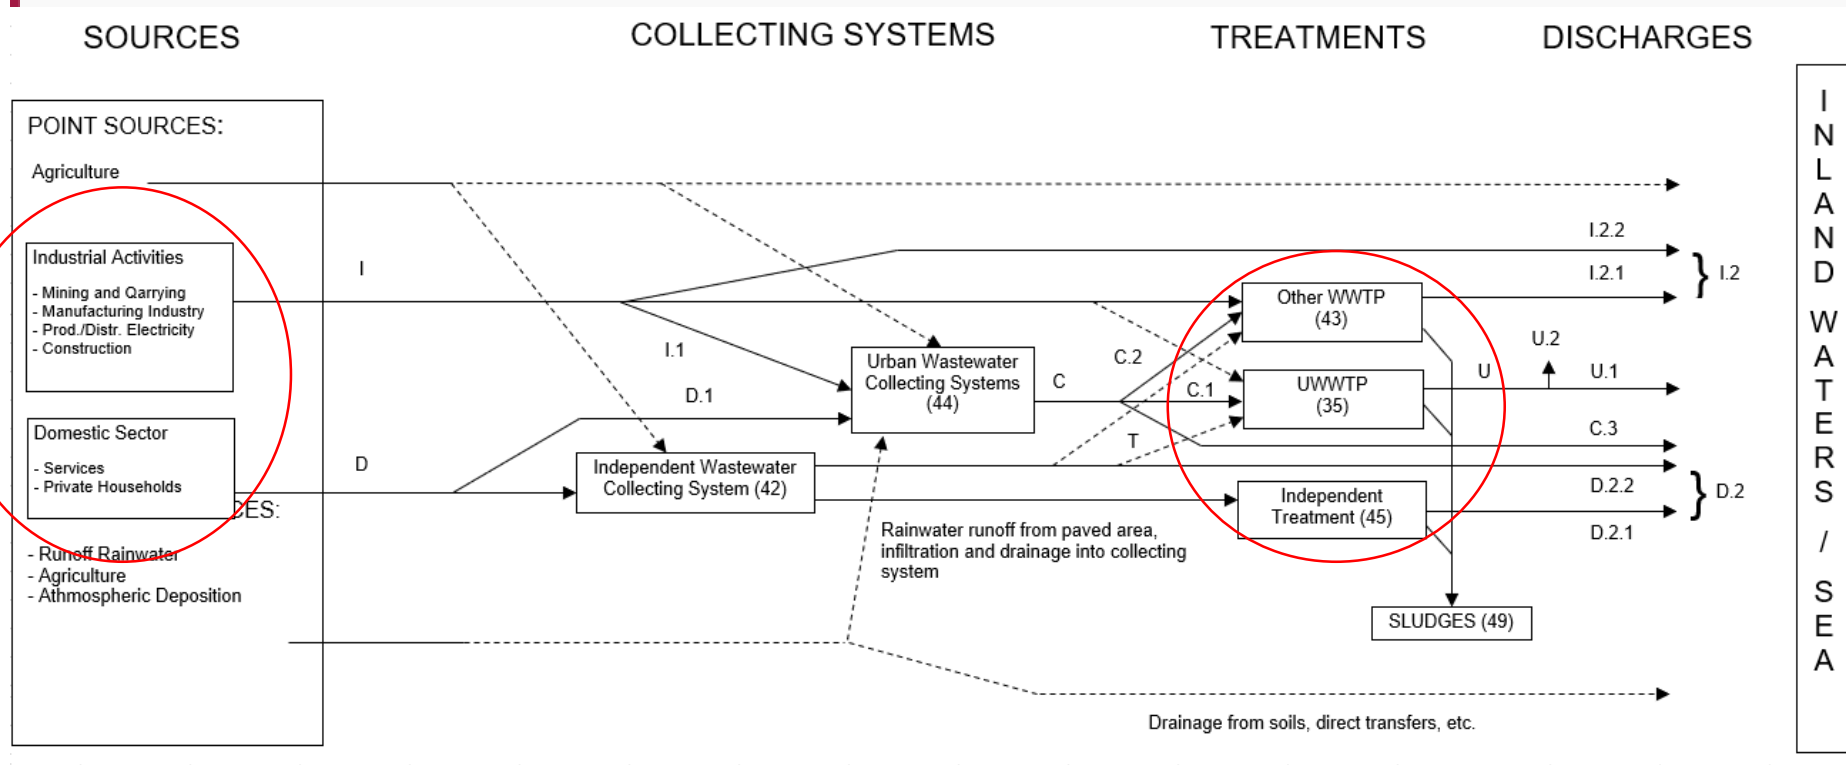 SOURCES
COLLECTING SYSTEMS
TREATMENTS
DISCHARGES
POINT SOURCES:
Agriculture
Industrial Activities
- Mining and Qarrying
- Manufacturing Industry
- Prod./Distr. Electricity
- Construction
Domestic Sector
- Services
- Private Households
CES:
- Runoff Rainwater
- Agriculture
- Athmospheric Deposition
I
D
I.1
D.1
Urban Wastewater
Collecting Systems
(44)
Independent Wastewater
Collecting System (42)
Rainwater runoff from paved area,
infiltration and drainage into collecting
system
C
C.2
C.1
T
Other WWTP
(43)
UWWTP
(35)
Independent
Treatment (45)
SLUDGES (49)
Drainage from soils, direct transfers, etc.
I.2.2
I.2.1
I.2
U.2
U
U.1
C.3
D.2.2
D.2
D.2.1
INLAND WATERS / SEA